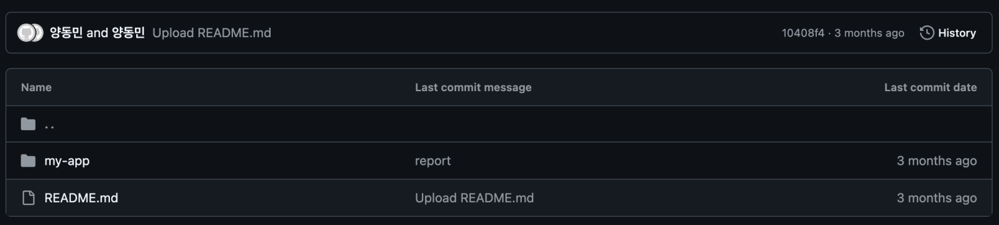 양동민 and 양동민 Upload README.md 10408f4 · 3 months ago History
Name Last commit message Last commit date
..
my-app report 3 months ago
README.md Upload README.md 3 months ago